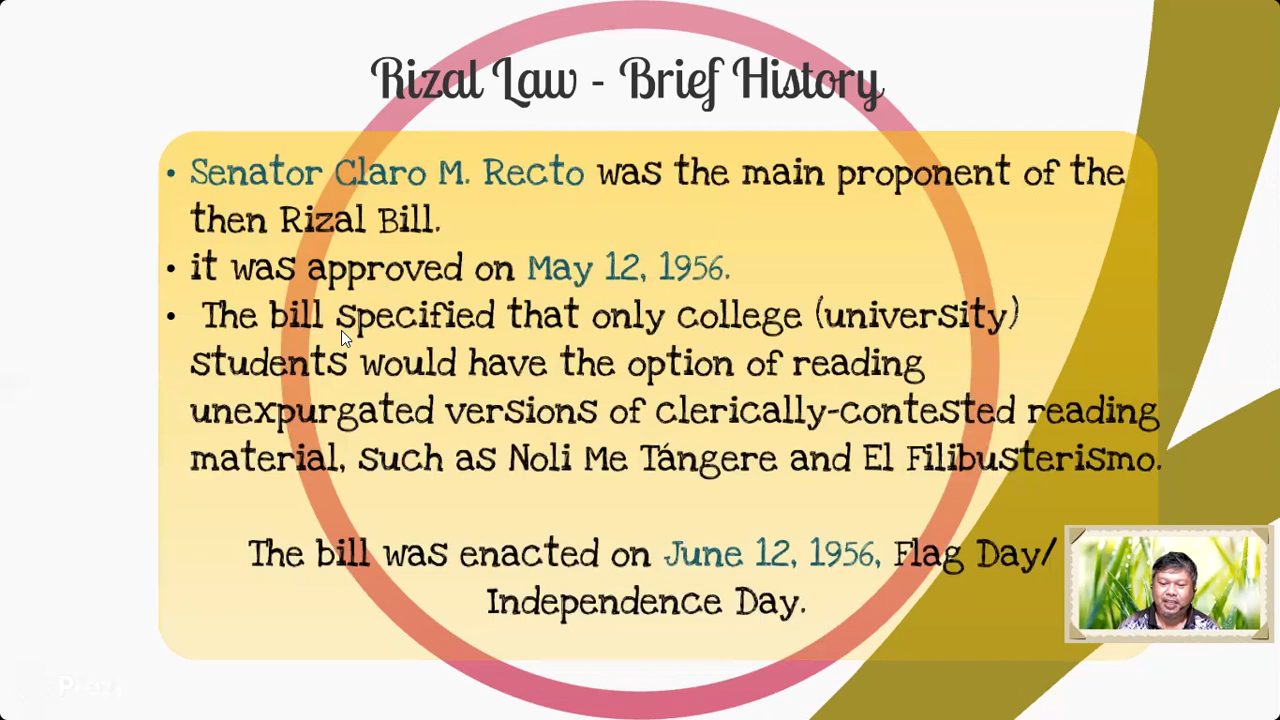 Rizal Law - Brief History
• Senator Claro M. Recto was the main proponent of the
then Rizal Bill.
• it was approved on May 12, 1956.
• The bill specified that only college (university)
students would have the option of reading
unexpurgated versions of clerically-contested reading
material, such as Noli Me Tángere and El Filibusterismo.
The bill was enacted on June 12, 1956, Flag Day/
Independence Day.